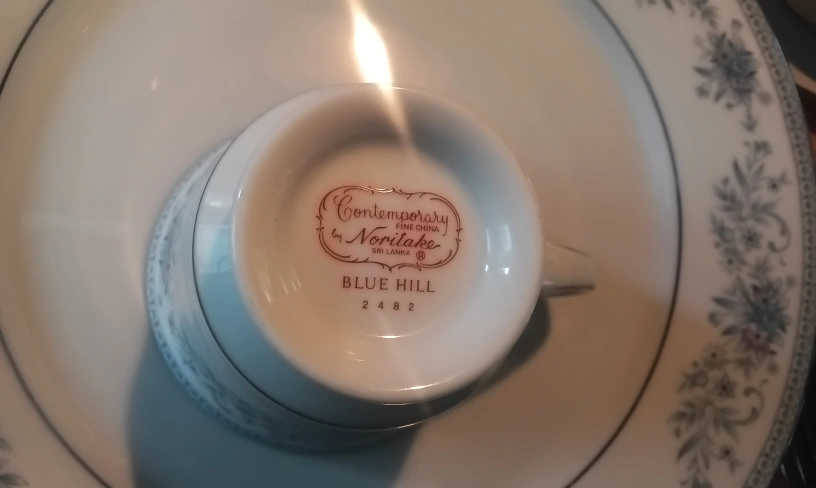 Contemporary
FINE CHINA
by Noritake
SRI LANKA ®
BLUE HILL
2482